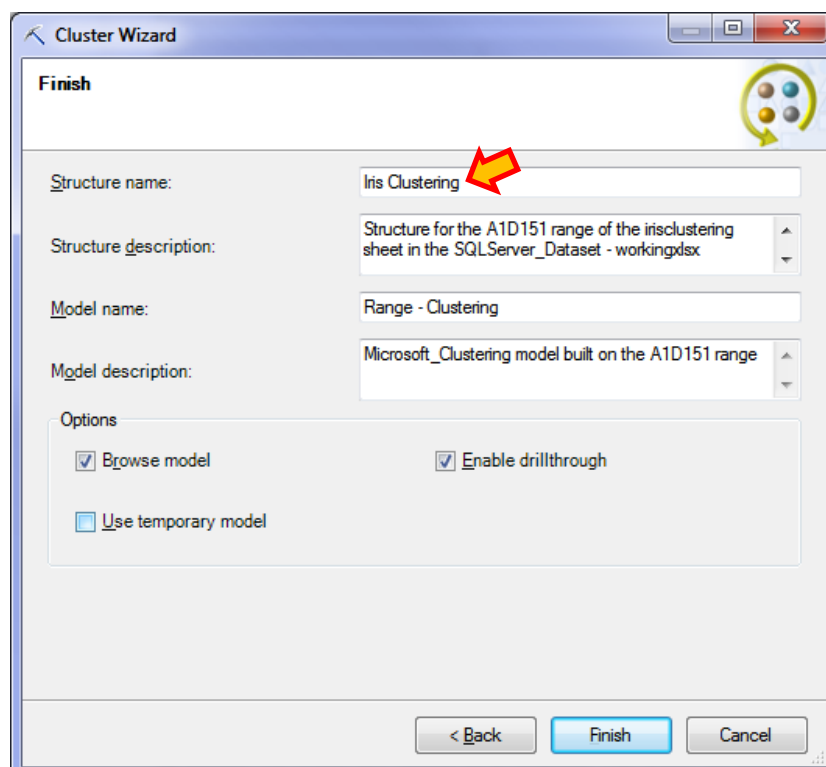 Cluster Wizard
Finish
Structure name:
Iris Clustering
Structure description:
Structure for the A1D151 range of the irisclustering
sheet in the SQLServer_Dataset - workingxlsx
Model name:
Range - Clustering
Model description:
Microsoft_Clustering model built on the A1D151 range
Options
Browse model
Enable drillthrough
Use temporary model
< Back
Finish
Cancel